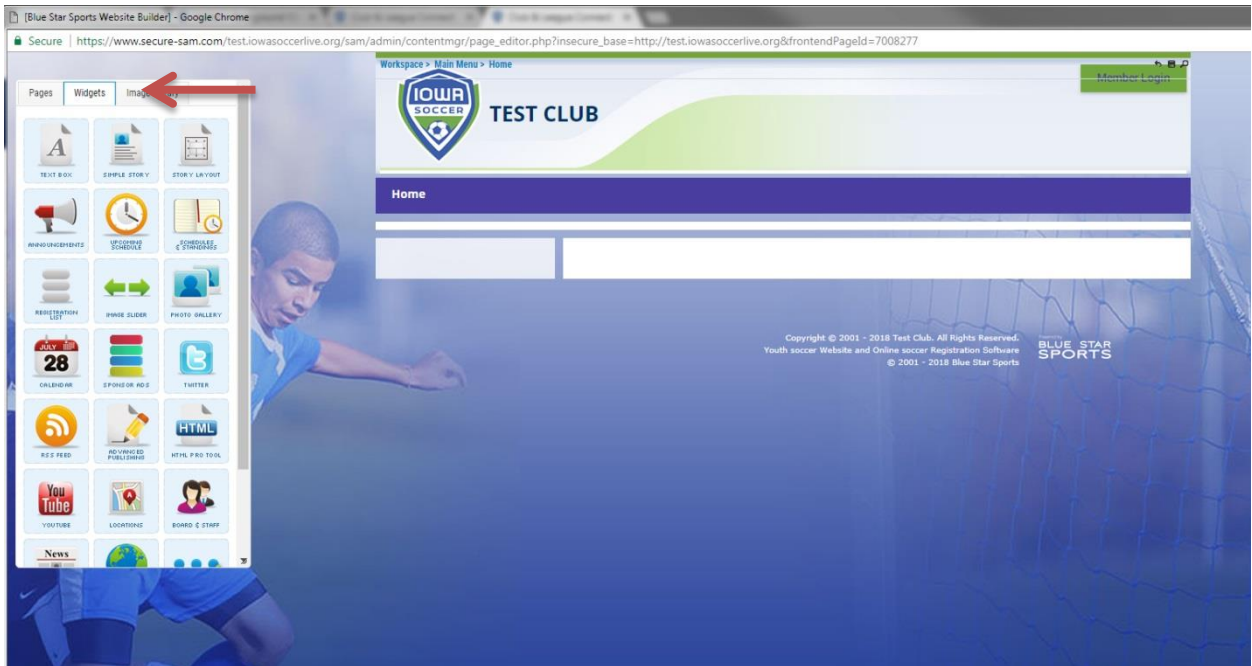 [Blue Star Sports Website Builder] - Google Chrome
Secure | https://www.secure-sam.com/test.iowasoccerlive.org/sam/admin/contentmgr/page_editor.php?insecure_base=http://test.iowasoccerlive.org&frontendPageId=7008277
Workspace > Main Menu > Home
Member Login
Pages Widgets
IOWA
SOCCER
TEST CLUB
A
TEXT BOX SIMPLE STORY STORY LAYOUT
Home
ANNOUNCEMENTS UPCOMING SCHEDULE SCHEDULES & STANDINGS
REGISTRATION LIST IMAGE SLIDER PHOTO GALLERY
JULY
28
CALENDAR SPONSOR ADS TWITTER
HTML
RSS FEED ADVANCED PUBLISHING HTML PRO TOOL
You
Tube
YOUTUBE LOCATIONS BOARD & STAFF
News
Copyright © 2001 - 2018 Test Club. All Rights Reserved.
Youth soccer Website and Online soccer Registration Software
© 2001 - 2018 Blue Star Sports
BLUE STAR
SPORTS